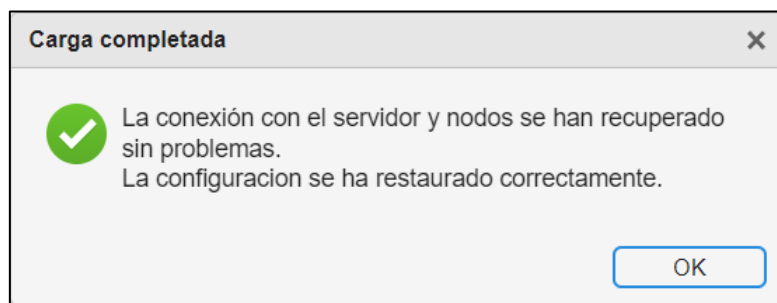 Carga completada
La conexión con el servidor y nodos se han recuperado
sin problemas.
La configuracion se ha restaurado correctamente.
OK